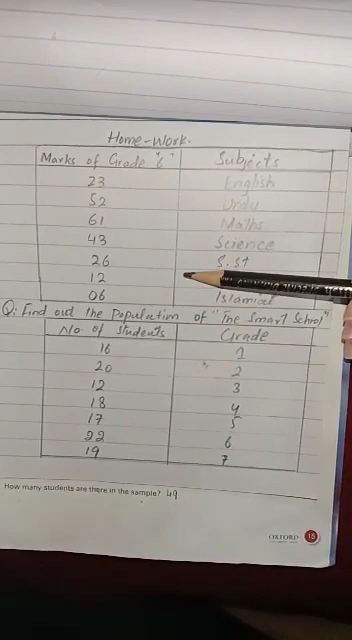 Home-Work.
Marks of Grade "6" Subjects
23 English
52 Urdu
61 Maths
43 Science
26 S.st
12
06 Islamiat
Q: Find out the Population of "The Smart School"
No of students Grade
16 1
20 2
12 3
18 4
17 5
22 6
19 7
How many students are there in the sample? 49
OXFORD 15